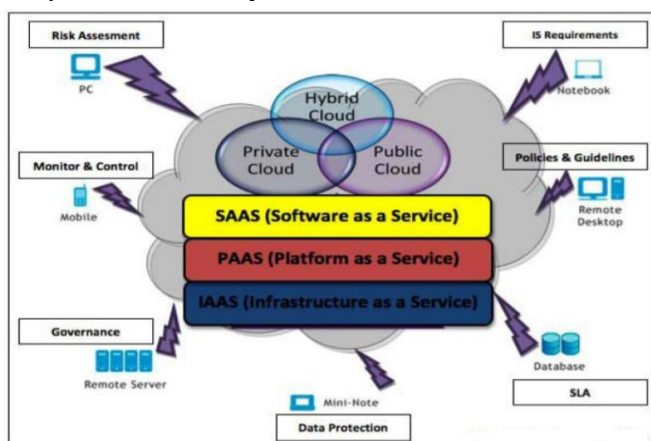 Risk Assesment
IS Requirements
PC
Notebook
Hybrid
Cloud
Private
Cloud
Public
Cloud
Monitor & Control
Policies & Guidelines
Mobile
Remote
Desktop
SAAS (Software as a Service)
PAAS (Platform as a Service)
IAAS (Infrastructure as a Service)
Governance
Remote Server
Database
SLA
Mini-Note
Data Protection